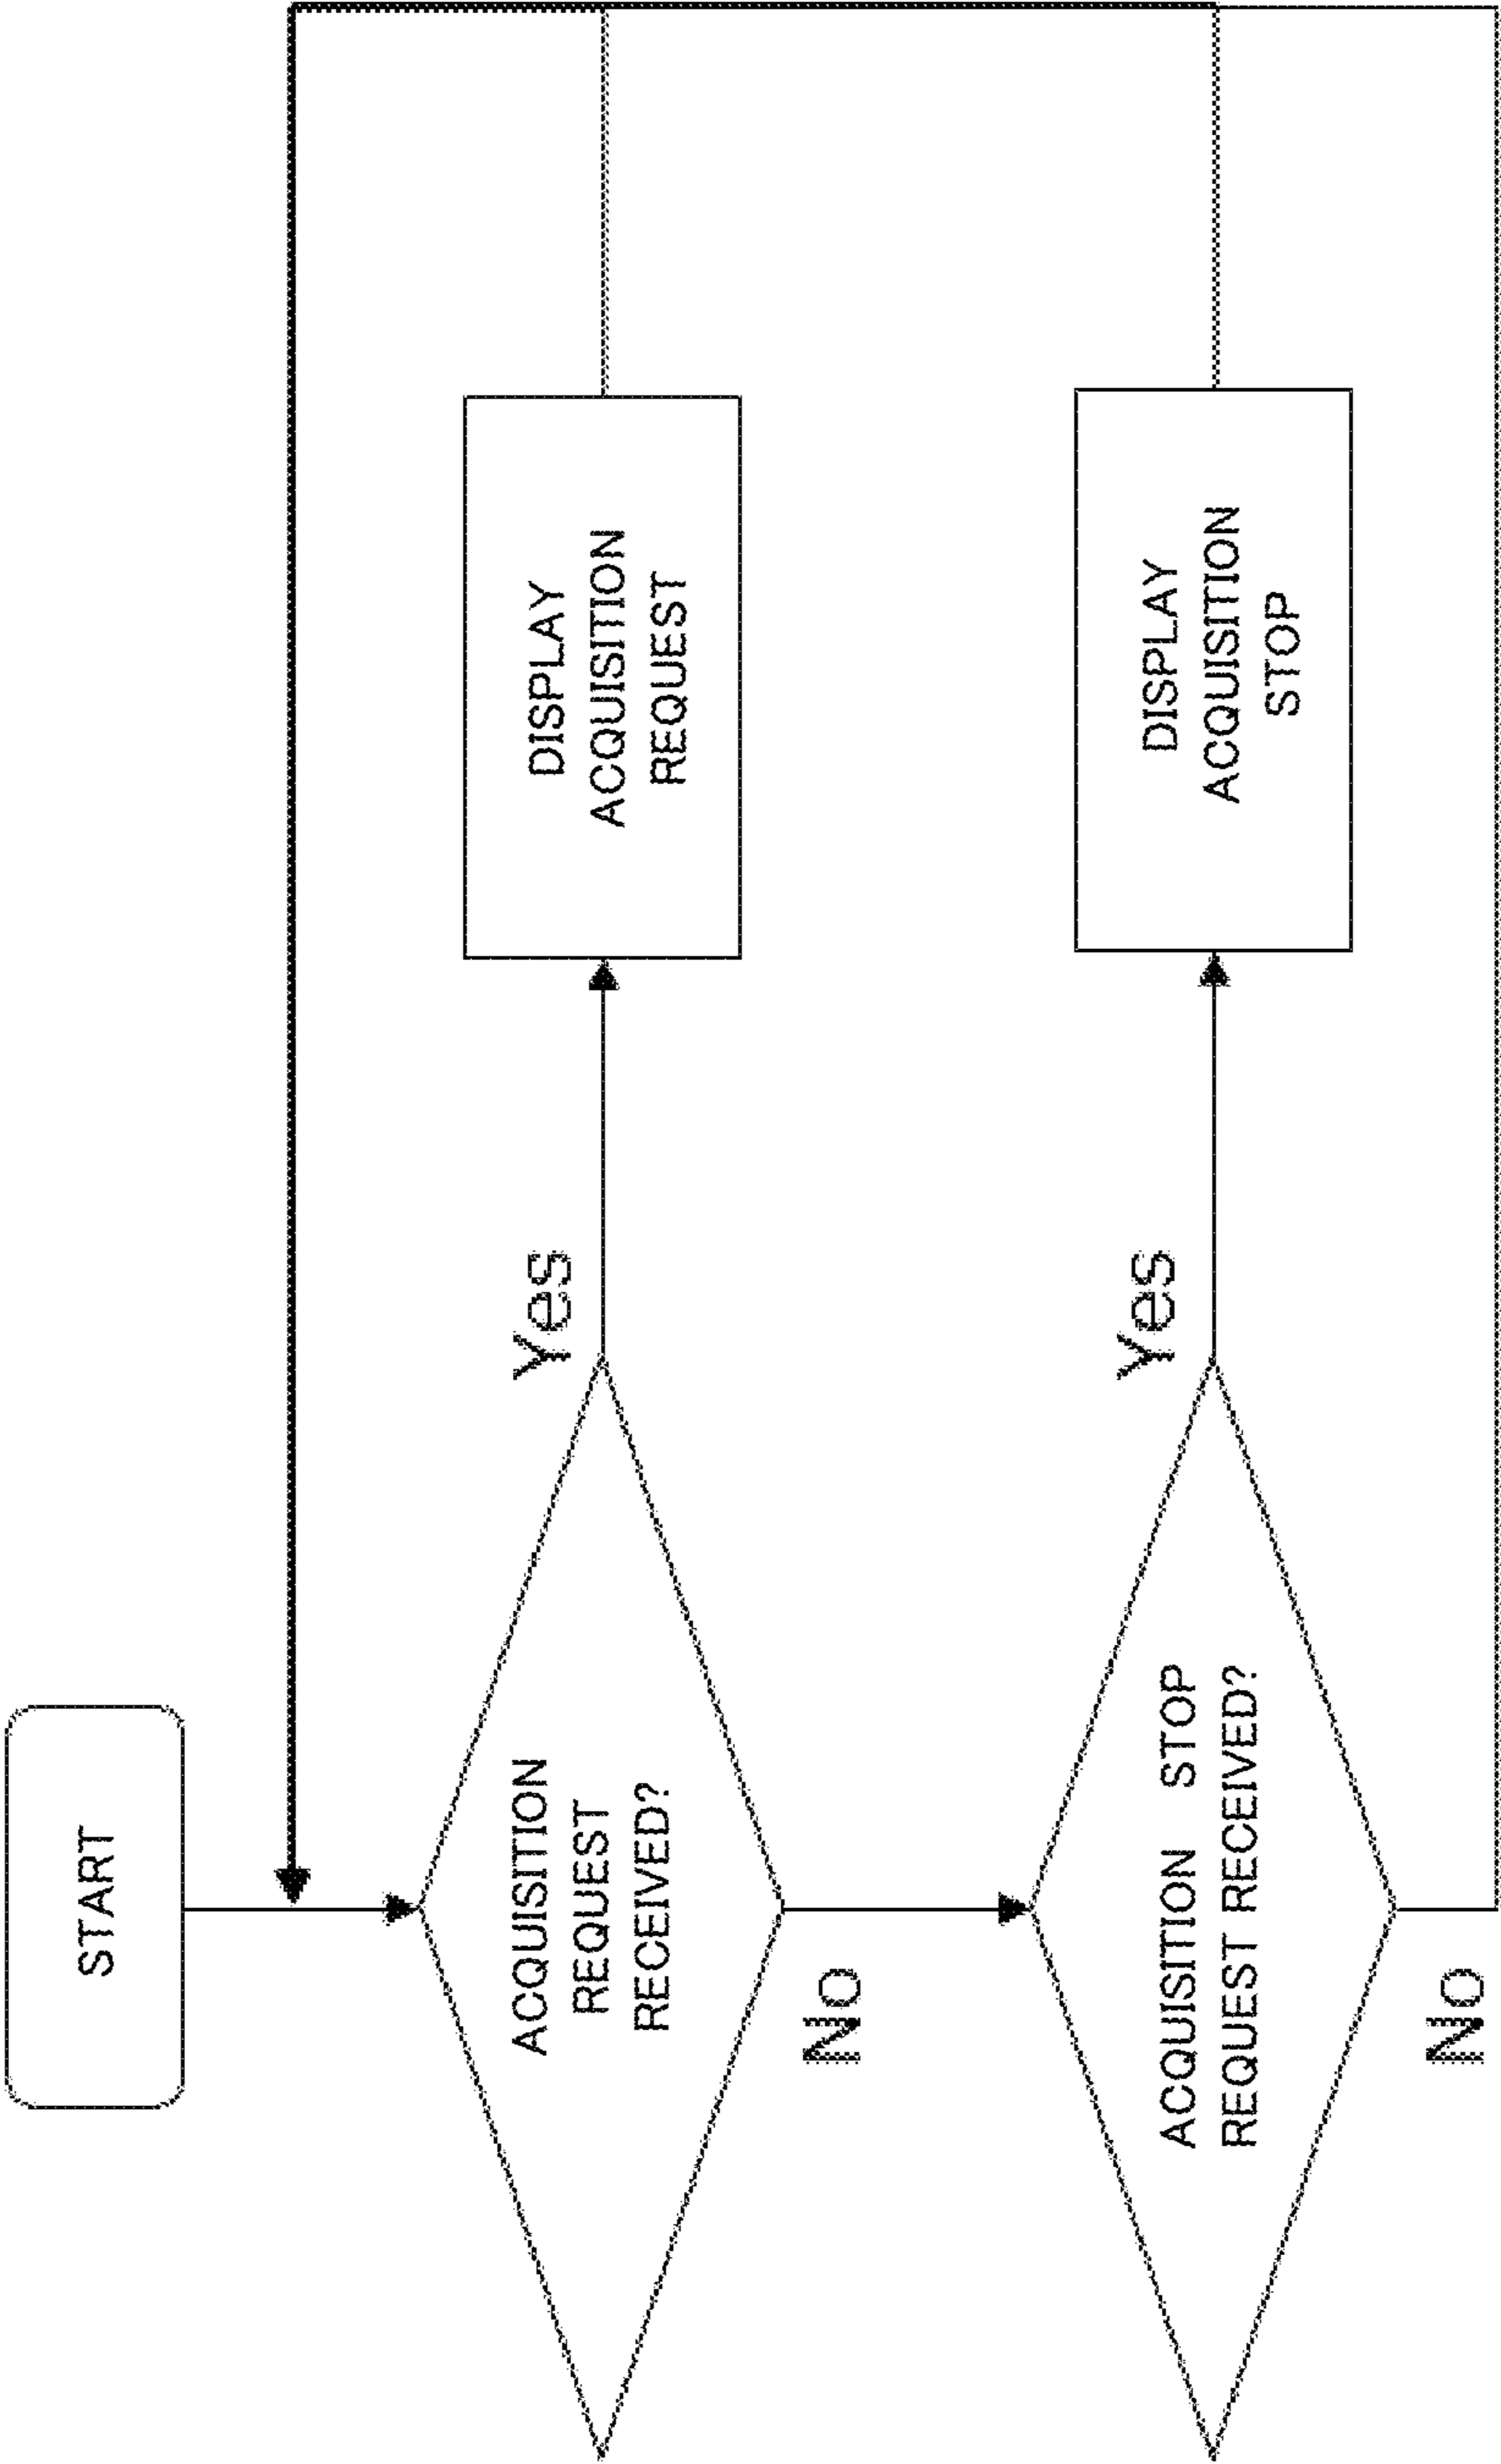 START
ACQUISITION
REQUEST
RECEIVED?
Yes
DISPLAY
ACQUISITION
REQUEST
No
ACQUISITION STOP
REQUEST RECEIVED?
Yes
DISPLAY
ACQUISITION
STOP
No